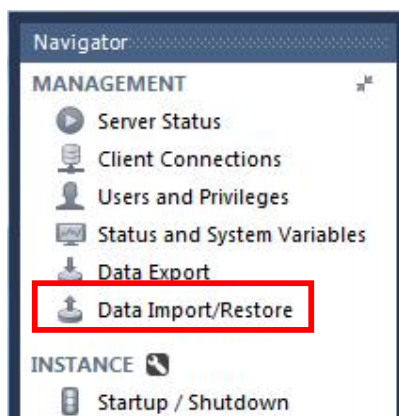 Navigator
MANAGEMENT
Server Status
Client Connections
Users and Privileges
Status and System Variables
Data Export
Data Import/Restore
INSTANCE
Startup / Shutdown